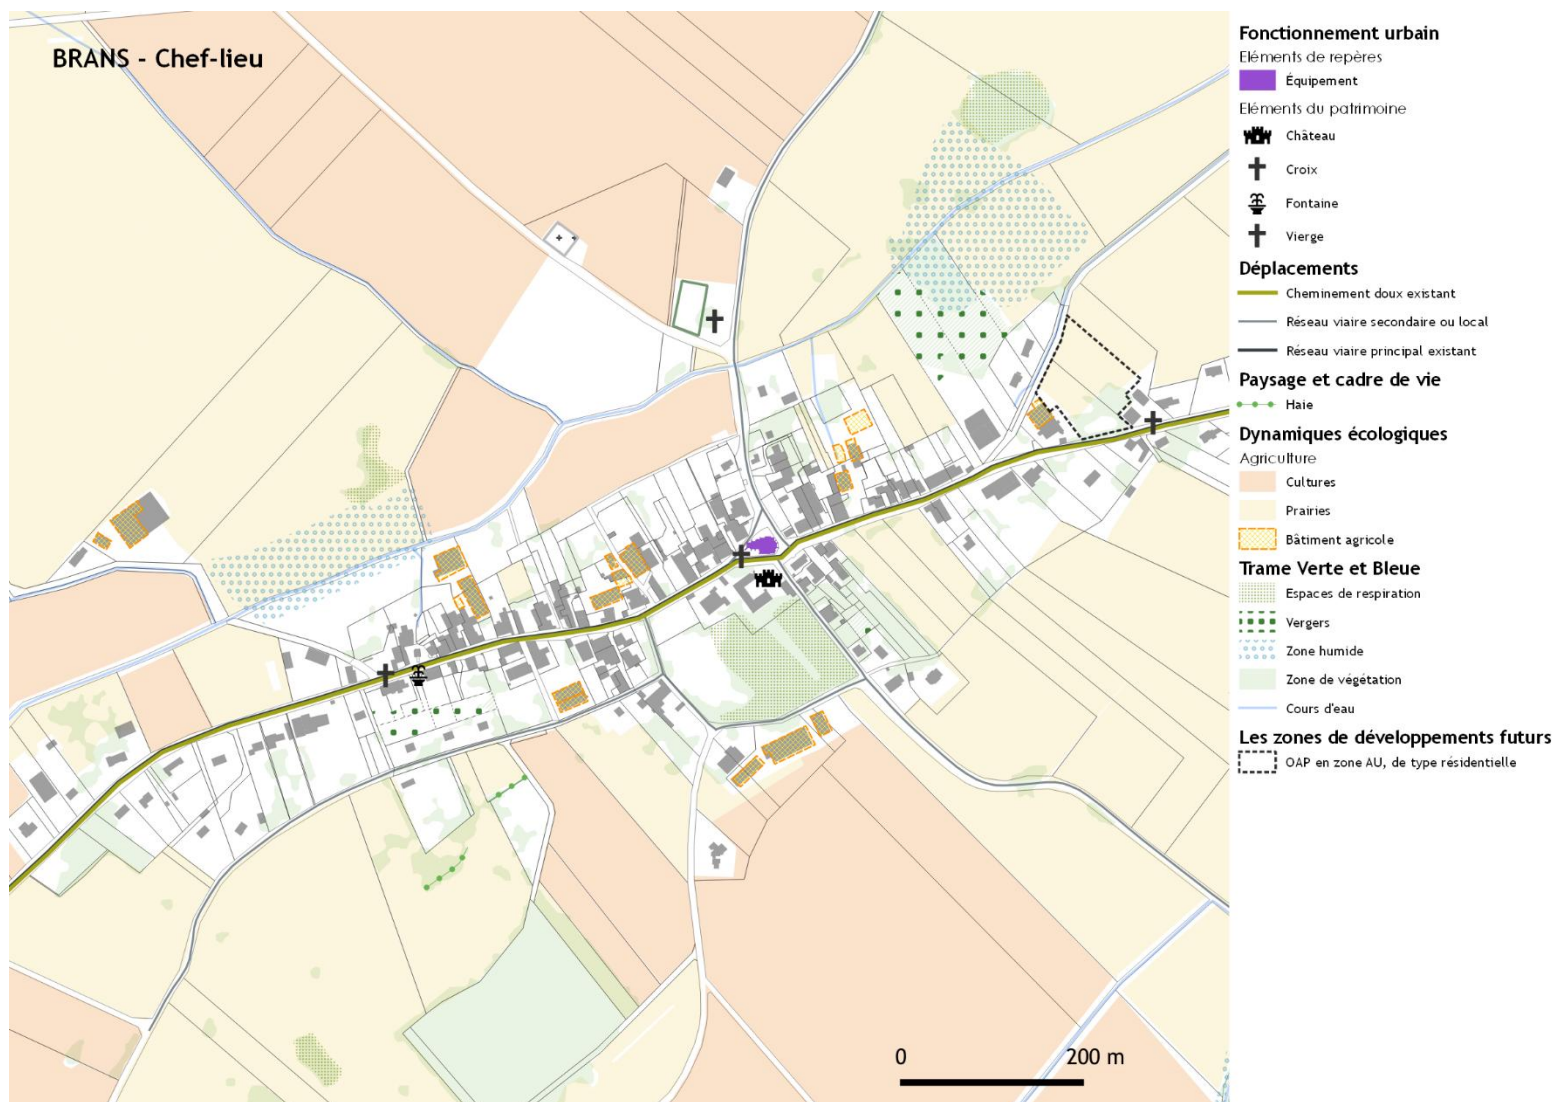 BRANS - Chef-lieu
0
200 m
Fonctionnement urbain
Eléments de repères
Équipement
Eléments du patrimoine
Château
Croix
Fontaine
Vierge
Déplacements
Cheminement doux existant
Réseau viaire secondaire ou local
Réseau viaire principal existant
Paysage et cadre de vie
Haie
Dynamiques écologiques
Agriculture
Cultures
Prairies
Bâtiment agricole
Trame Verte et Bleue
Espaces de respiration
Vergers
Zone humide
Zone de végétation
Cours d'eau
Les zones de développements futurs
OAP en zone AU, de type résidentielle